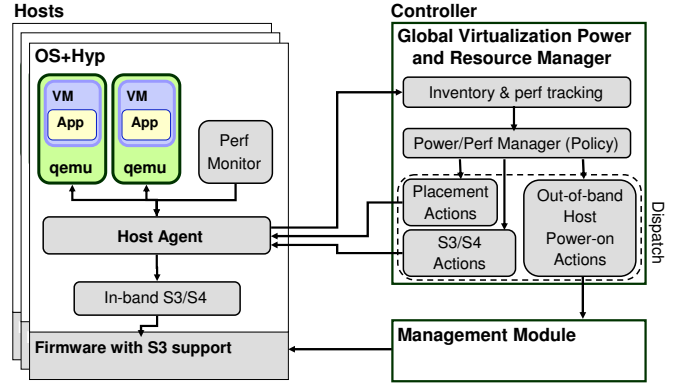 Hosts
OS+Hyp
VM
App
qemu
VM
App
qemu
Perf
Monitor
Host Agent
In-band S3/S4
Firmware with S3 support
Controller
Global Virtualization Power
and Resource Manager
Inventory & perf tracking
Power/Perf Manager (Policy)
Placement
Actions
S3/S4
Actions
Out-of-band
Host
Power-on
Actions
Dispatch
Management Module